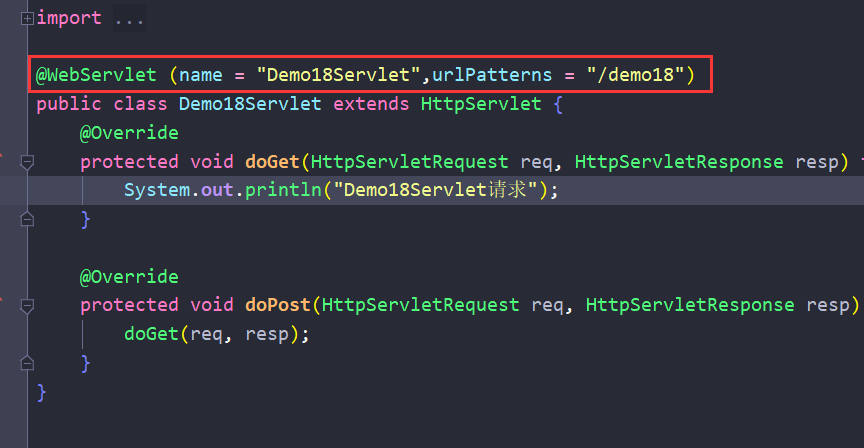 import ...
@WebServlet (name = "Demo18Servlet",urlPatterns = "/demo18")
public class Demo18Servlet extends HttpServlet {
@Override
protected void doGet(HttpServletRequest req, HttpServletResponse resp)
System.out.println("Demo18Servlet请求");
}
@Override
protected void doPost(HttpServletRequest req, HttpServletResponse resp)
doGet(req, resp);
}
}